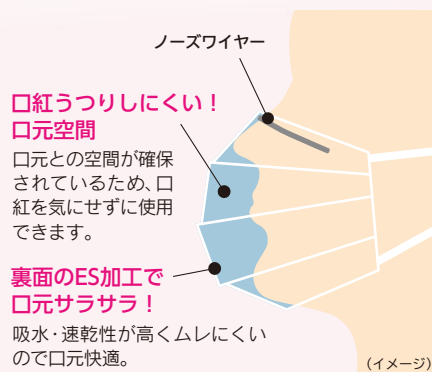 ノーズワイヤー
口紅うつりしにくい！
口元空間
口元との空間が確保
されているため、口
紅を気にせずに使用
できます。
裏面のES加工で
口元サラサラ！
吸水・速乾性が高くムレにくい
ので口元快適。
（イメージ）